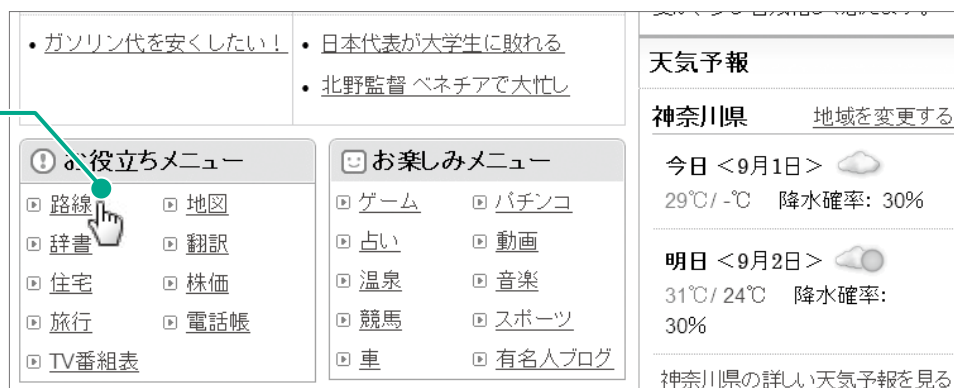 • ガソリン代を安くしたい！
• 日本代表が大学生に敗れる
• 北野監督 ベネチアで大忙し
お役立ちメニュー
路線 地図
辞書 翻訳
住宅 株価
旅行 電話帳
TV番組表
お楽しみメニュー
ゲーム パチンコ
占い 動画
温泉 音楽
競馬 スポーツ
車 有名人ブログ
天気予報
神奈川県 地域を変更する
今日 <9月1日>
29℃/ -℃ 降水確率: 30%
明日 <9月2日>
31℃/ 24℃ 降水確率:
30%
神奈川県の詳しい天気予報を見る